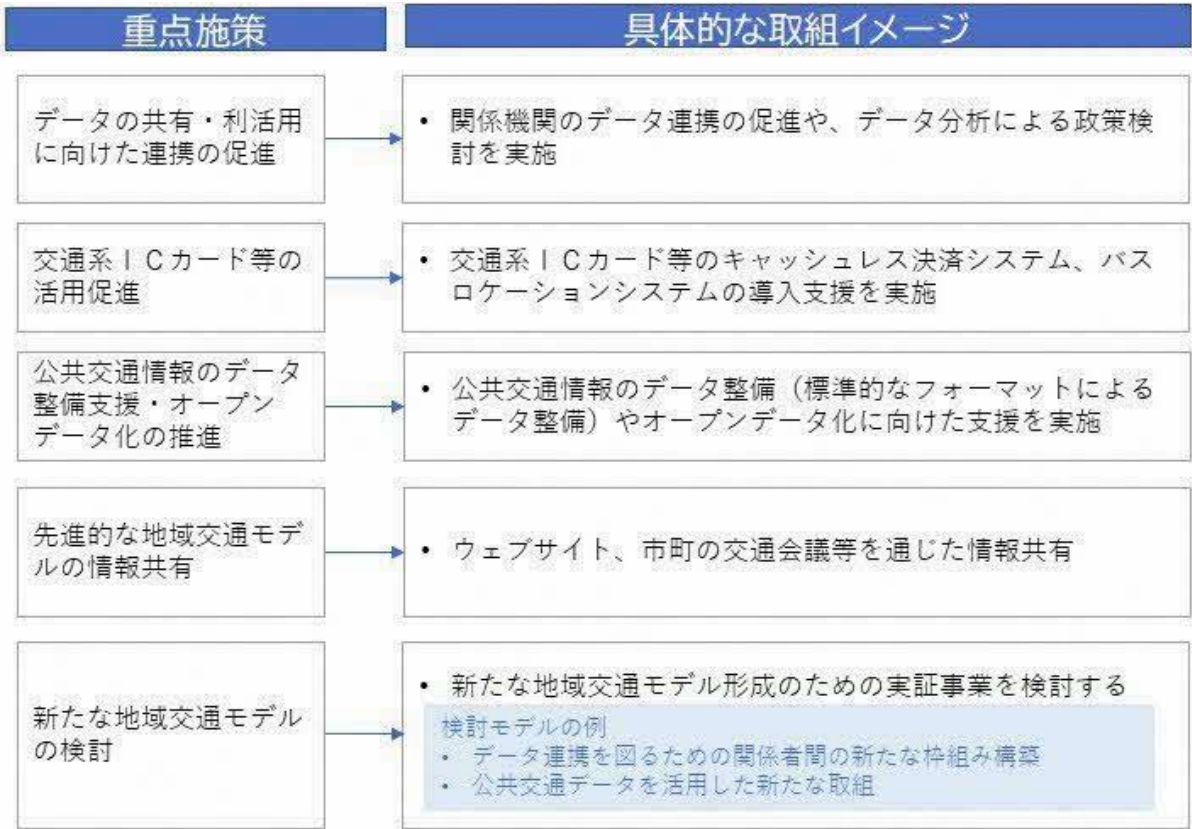 重点施策
具体的な取組イメージ
データの共有・利活用
に向けた連携の促進
• 関係機関のデータ連携の促進や、データ分析による政策検
討を実施
交通系ＩＣカード等の
活用促進
• 交通系ＩＣカード等のキャッシュレス決済システム、バス
ロケーションシステムの導入支援を実施
公共交通情報のデータ
整備支援・オープン
データ化の推進
• 公共交通情報のデータ整備（標準的なフォーマットによる
データ整備）やオープンデータ化に向けた支援を実施
先進的な地域交通モデ
ルの情報共有
• ウェブサイト、市町の交通会議等を通じた情報共有
新たな地域交通モデル
の検討
• 新たな地域交通モデル形成のための実証事業を検討する
検討モデルの例
• データ連携を図るための関係者間の新たな枠組み構築
• 公共交通データを活用した新たな取組